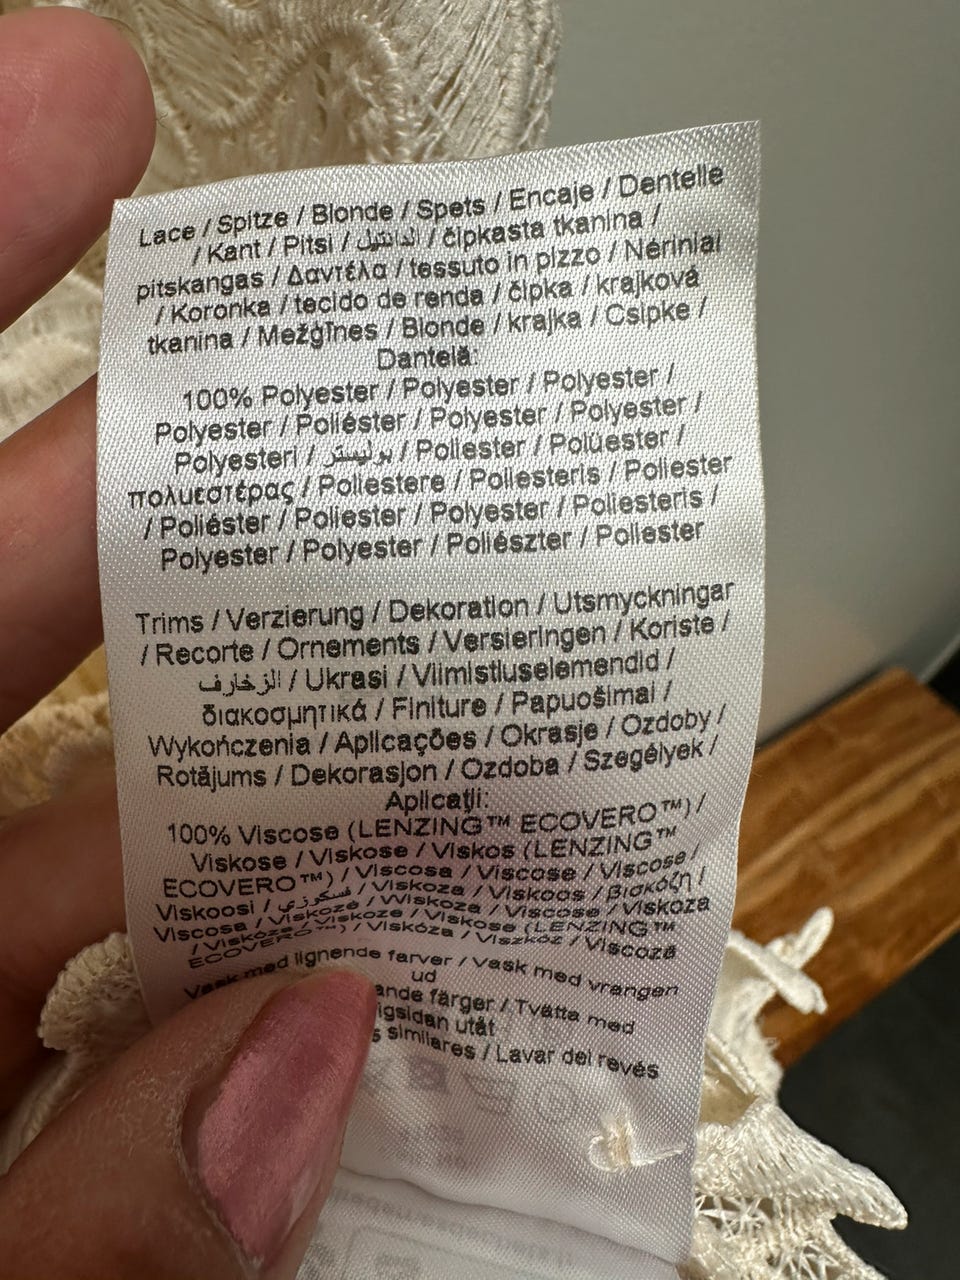 Lace / Spitze / Blonde / Spets / Encaje / Dentelle
/ Kant / Pitsi / الدانتيل / čipkasta tkanina /
pitskangas / Δαντέλα / tessuto in pizzo / Nėriniai
/ Koronka / tecido de renda / čipka / krajková
tkanina / Mežģīnes / Blonde / krajka / Csipke /
Dantelă:
100% Polyester / Polyester / Polyester /
Polyester / Poliéster / Polyester / Polyester /
Polyesteri / بوليستر / Poliester / Polüester /
πολυεστέρας / Poliestere / Poliesteris / Poliester
/ Poliéster / Poliester / Polyester / Poliesteris /
Polyester / Polyester / Poliészter / Poliester
Trims / Verzierung / Dekoration / Utsmyckningar
/ Recorte / Ornements / Versieringen / Koriste /
الزخارف / Ukrasi / Viimistluselemendid /
διακοσμητικά / Finiture / Papuošimai /
Wykończenia / Aplicações / Okrasje / Ozdoby /
Rotājums / Dekorasjon / Ozdoba / Szegélyek /
Aplicaţii:
100% Viscose (LENZING™ ECOVERO™) /
Viskose / Viskose / Viskos (LENZING™
ECOVERO™) / Viscosa / Viscose / Viscose /
Viskoosi / فسكوزي / Viskoza / Viskoos / βισκόζη /
Viscosa / Viskozė / Wiskoza / Viscose / Viskoza
/ Viskóza / Viskoze / Viskose (LENZING™
ECOVERO™) / Viskóza / Viszkóz / Viscoză
Vask med lignende farver / Vask med vrangen
ud
ande färger / Tvätta med
igsidan utåt
s similares / Lavar del revés